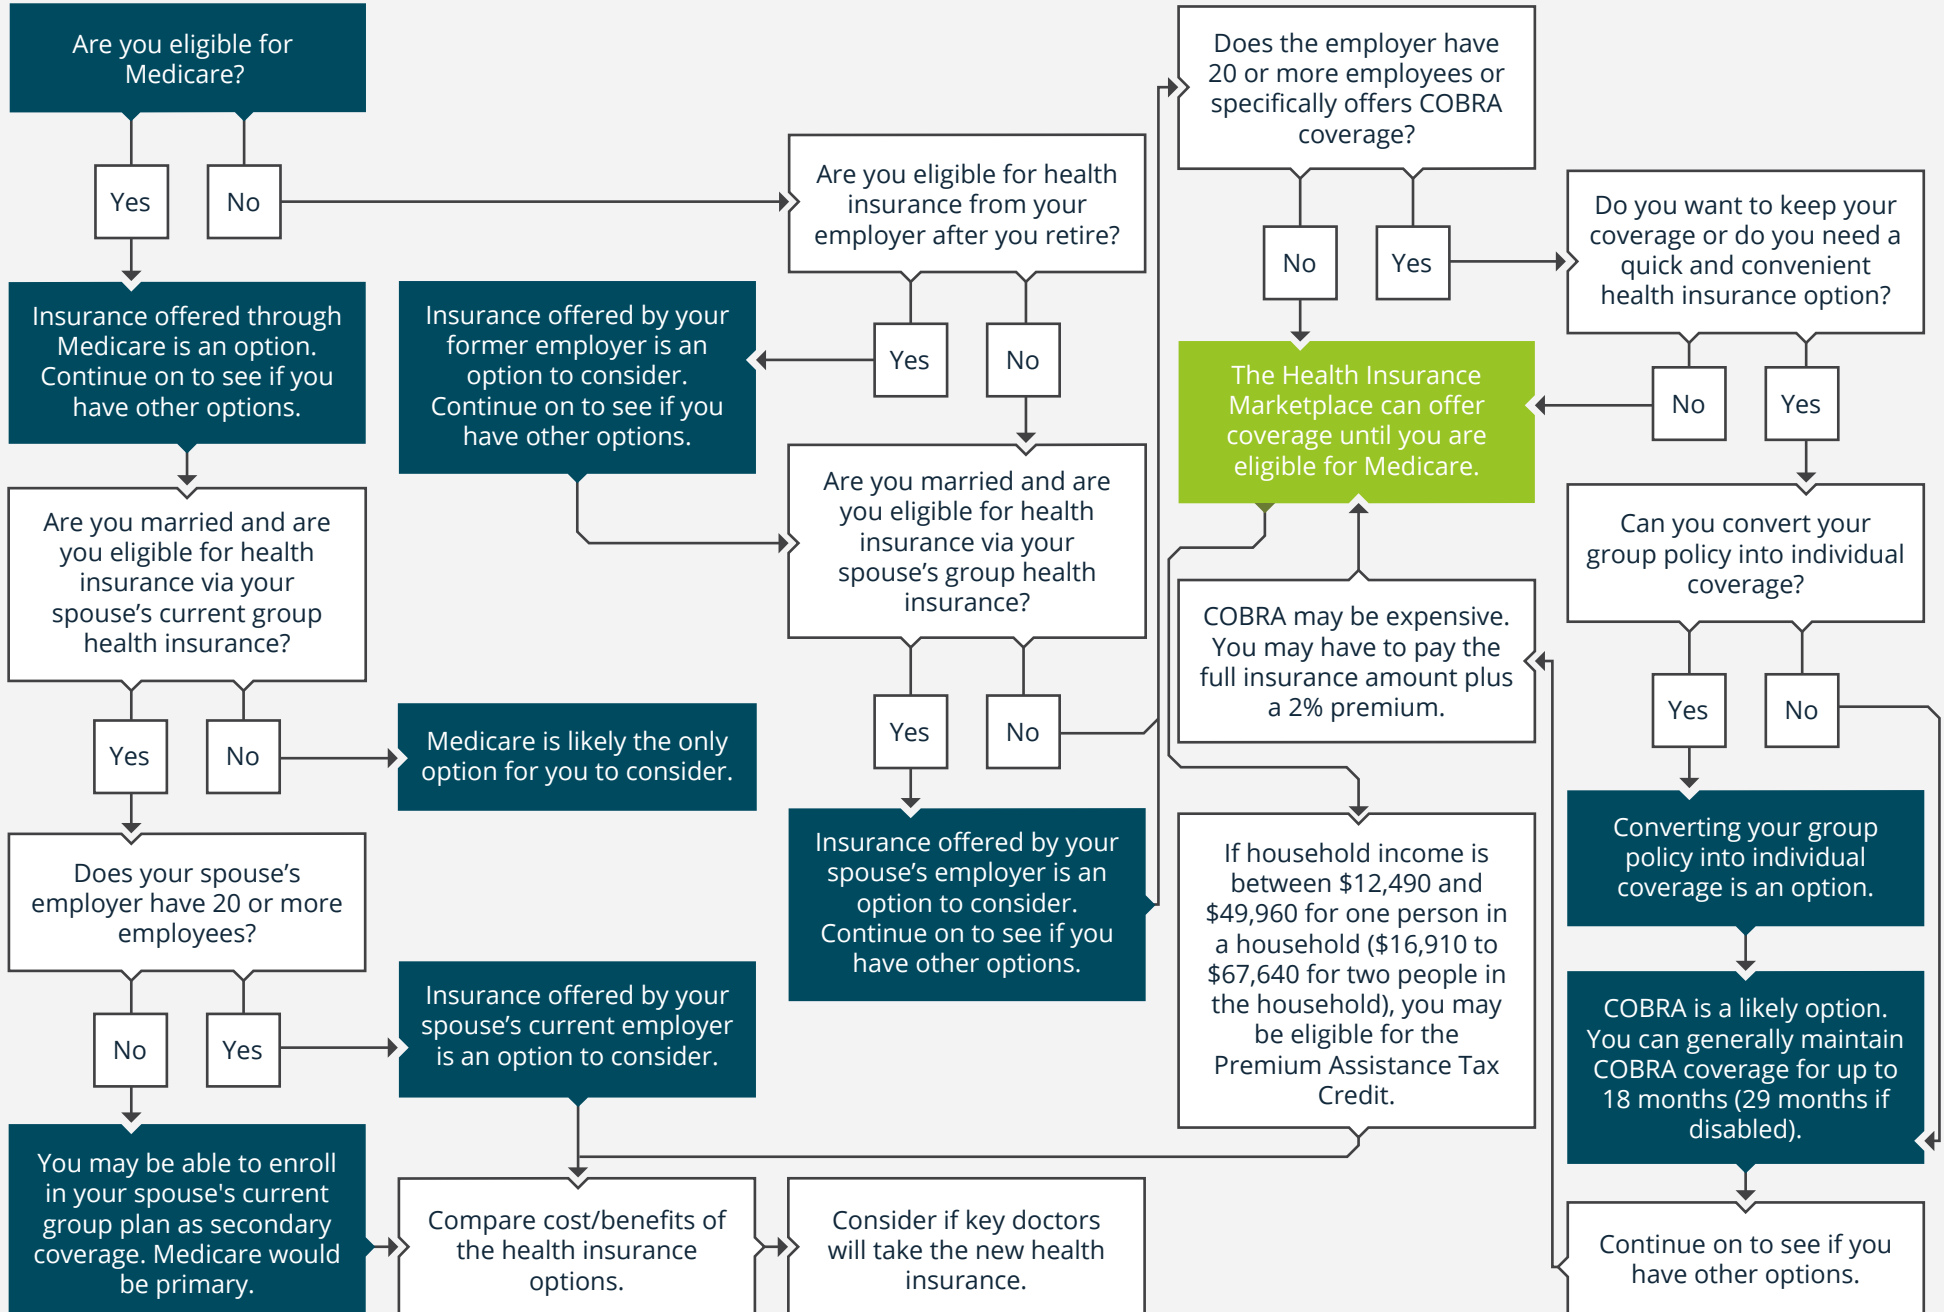 Are you eligible for
Medicare?
Yes
No
Insurance offered through
Medicare is an option.
Continue on to see if you
have other options.
Are you married and are
you eligible for health
insurance via your
spouse’s current group
health insurance?
Yes
No
Medicare is likely the only
option for you to consider.
Does your spouse’s
employer have 20 or more
employees?
No
Yes
Insurance offered by your
spouse’s current employer
is an option to consider.
You may be able to enroll
in your spouse's current
group plan as secondary
coverage. Medicare would
be primary.
Compare cost/benefits of
the health insurance
options.
Consider if key doctors
will take the new health
insurance.
Are you eligible for health
insurance from your
employer after you retire?
Yes
No
Insurance offered by your
former employer is an
option to consider.
Continue on to see if you
have other options.
Are you married and are
you eligible for health
insurance via your
spouse’s group health
insurance?
Yes
No
Insurance offered by your
spouse’s employer is an
option to consider.
Continue on to see if you
have other options.
Does the employer have
20 or more employees or
specifically offers COBRA
coverage?
No
Yes
The Health Insurance
Marketplace can offer
coverage until you are
eligible for Medicare.
COBRA may be expensive.
You may have to pay the
full insurance amount plus
a 2% premium.
If household income is
between $12,490 and
$49,960 for one person in
a household ($16,910 to
$67,640 for two people in
the household), you may
be eligible for the
Premium Assistance Tax
Credit.
Do you want to keep your
coverage or do you need a
quick and convenient
health insurance option?
No
Yes
Can you convert your
group policy into individual
coverage?
Yes
No
Converting your group
policy into individual
coverage is an option.
COBRA is a likely option.
You can generally maintain
COBRA coverage for up to
18 months (29 months if
disabled).
Continue on to see if you
have other options.